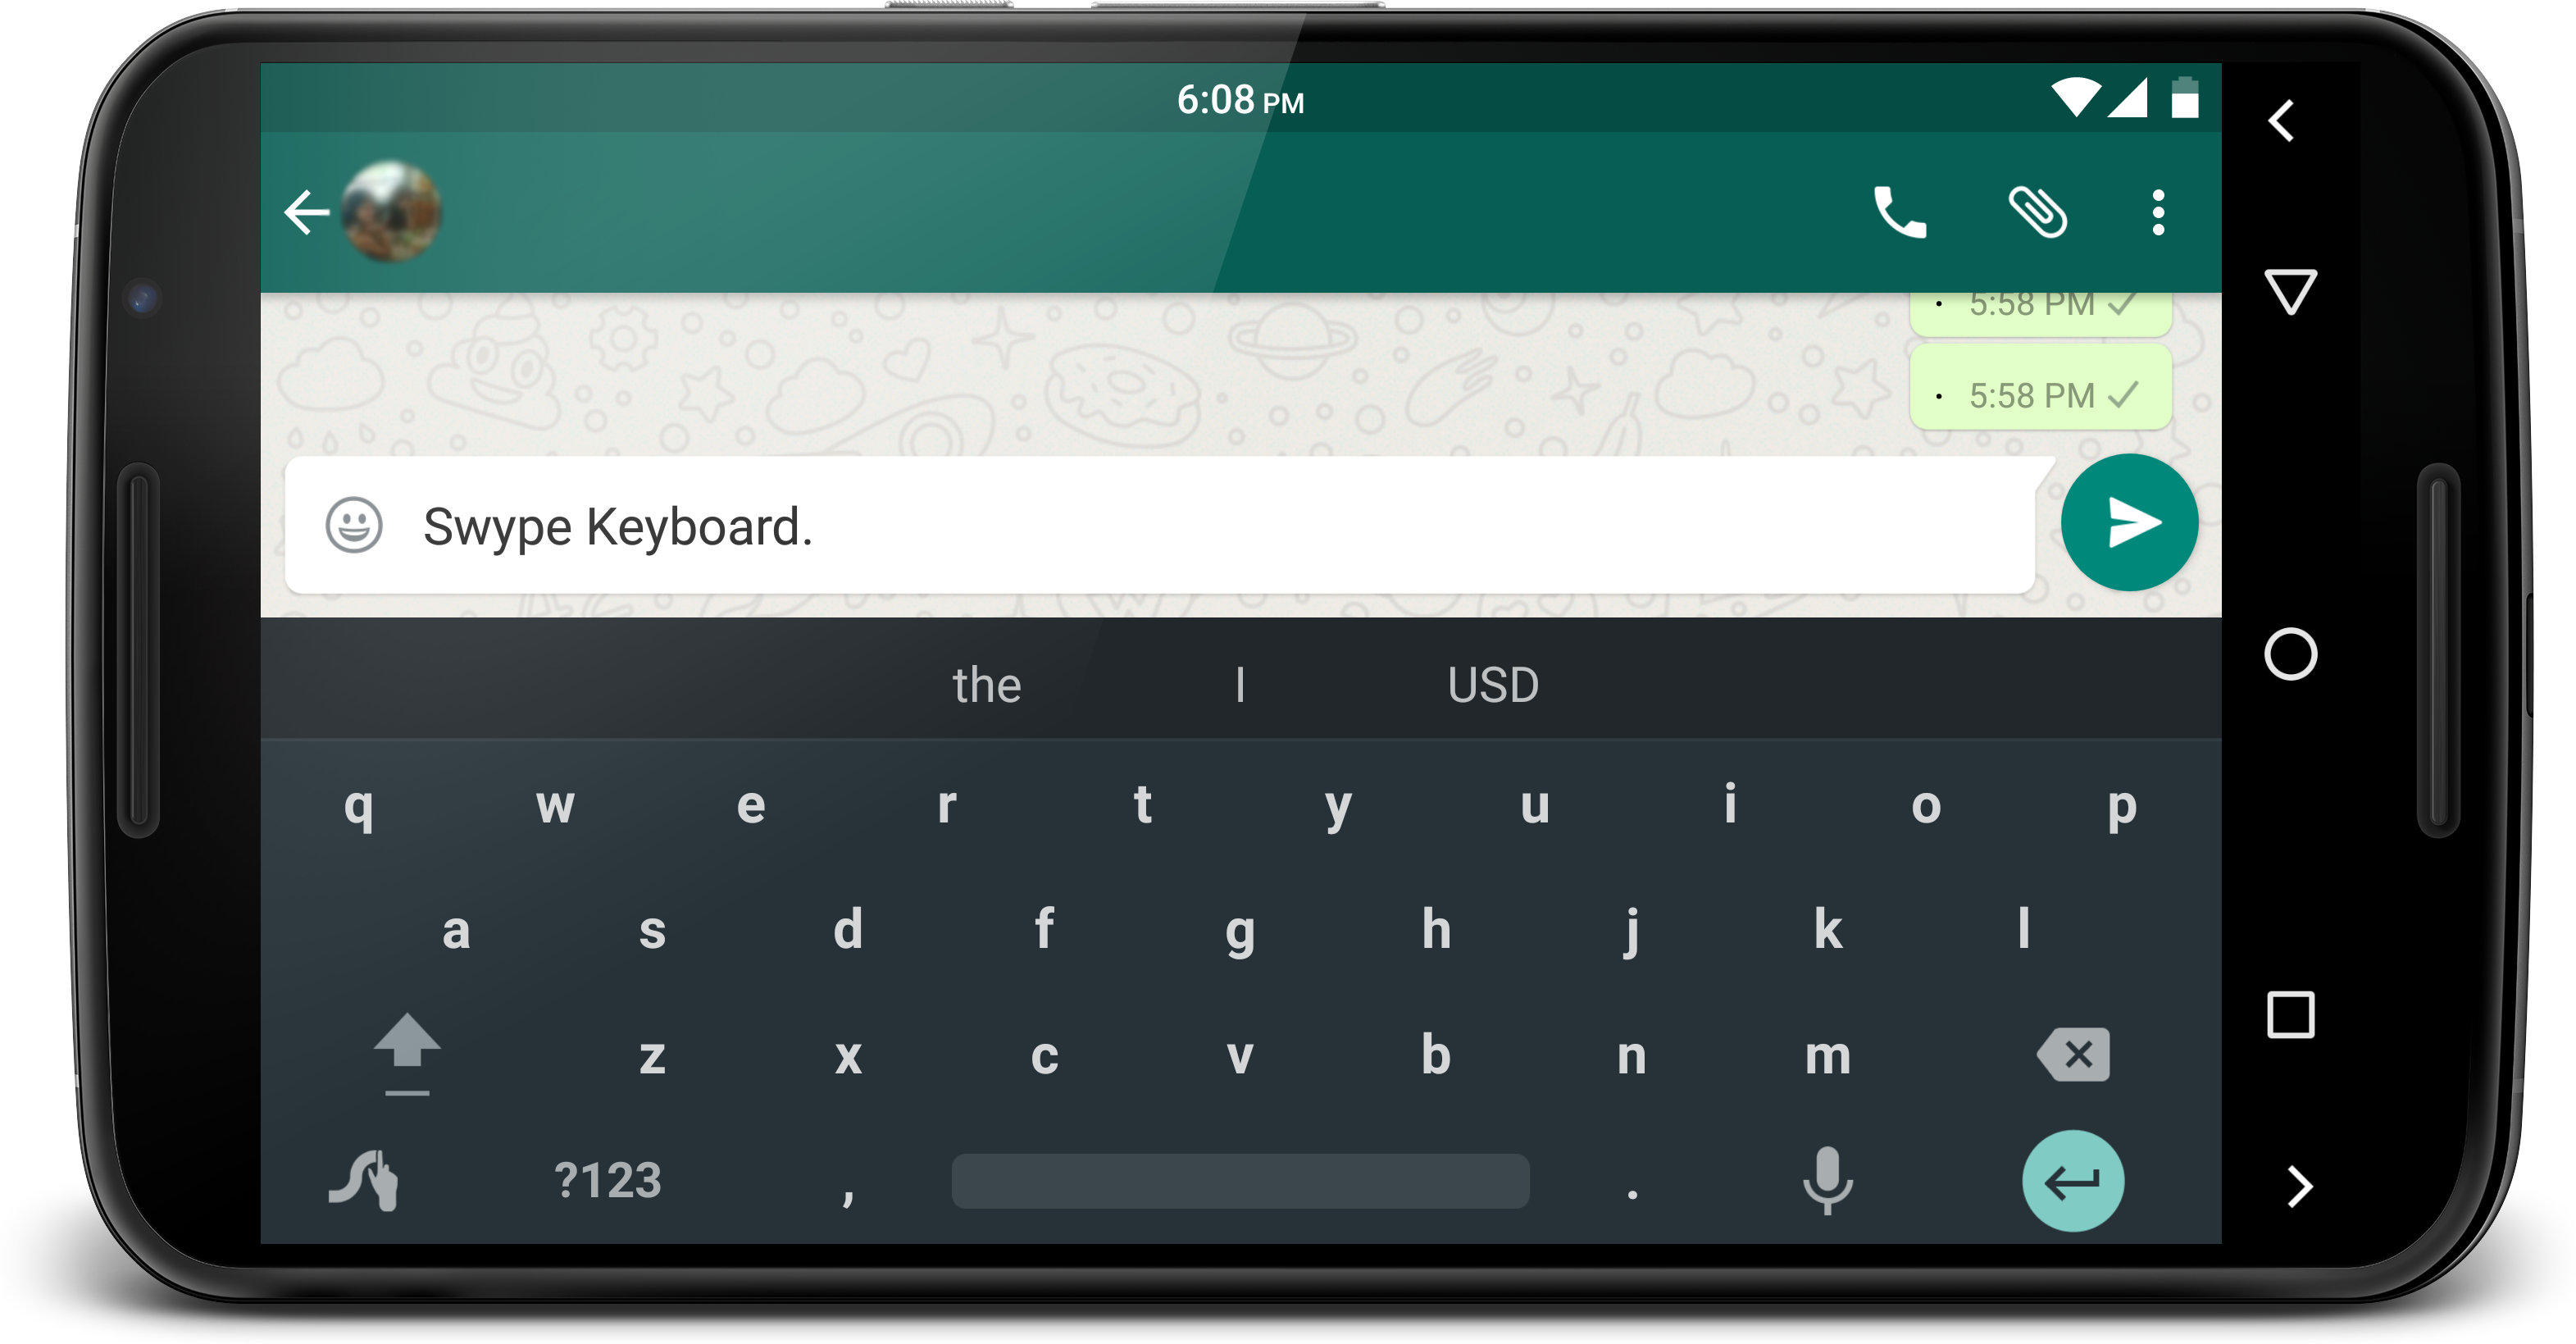 6:08 PM
. 5:58 PM
. 5:58 PM
Swype Keyboard.
the I USD
q w e r t y u i o p
a s d f g h j k l
z x c v b n m
?123 , .